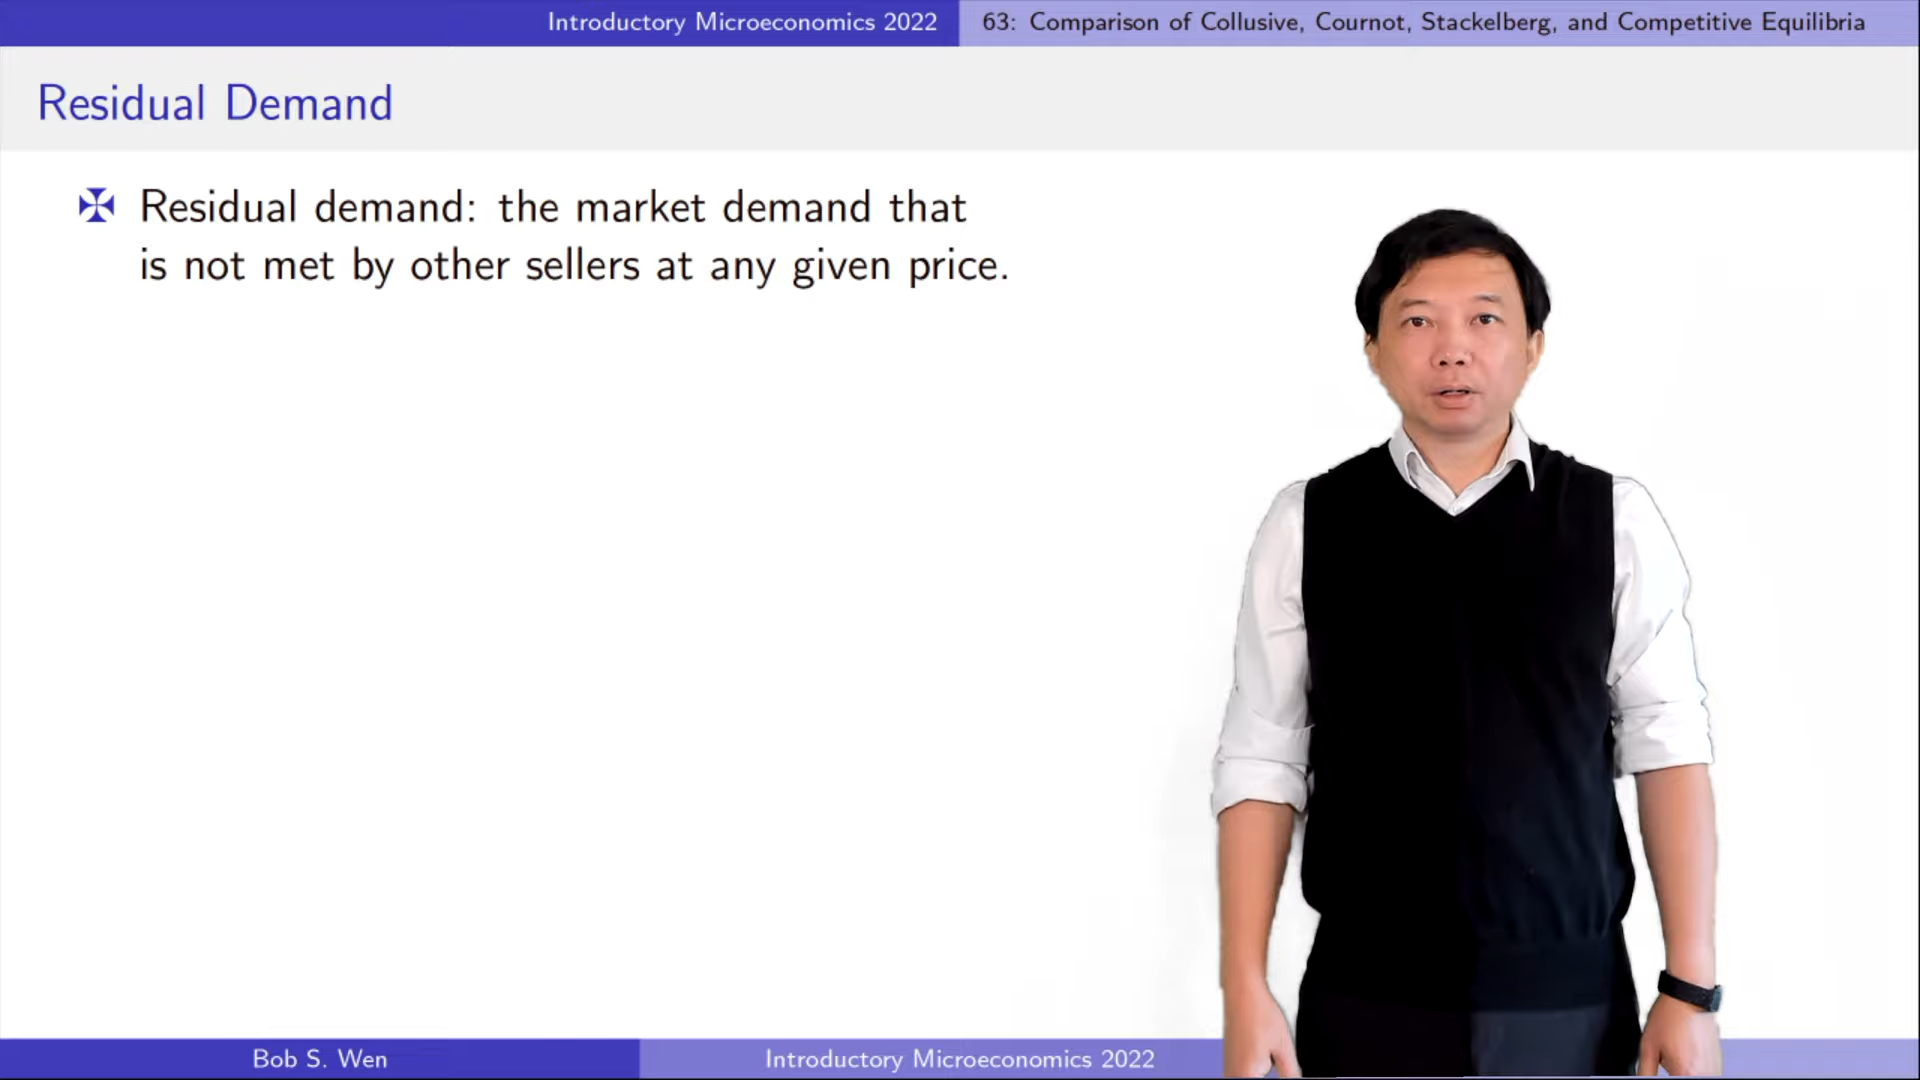 Introductory Microeconomics 2022
63: Comparison of Collusive, Cournot, Stackelberg, and Competitive Equilibria
Residual Demand
Residual demand: the market demand that
is not met by other sellers at any given price.
Bob S. Wen
Introductory Microeconomics 2022